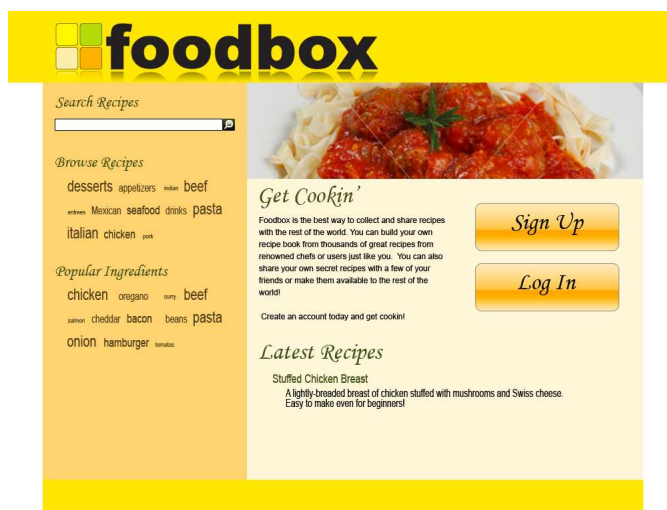 foodbox
Search Recipes
Browse Recipes
desserts appetizers indian beef
entrees Mexican seafood drinks pasta
italian chicken pork
Popular Ingredients
chicken oregano curry beef
salmon cheddar bacon beans pasta
onion hamburger tomatos
Get Cookin'
Foodbox is the best way to collect and share recipes
with the rest of the world. You can build your own
recipe book from thousands of great recipes from
renowned chefs or users just like you. You can also
share your own secret recipes with a few of your
friends or make them available to the rest of the
world!
Create an account today and get cookin!
Sign Up
Log In
Latest Recipes
Stuffed Chicken Breast
A lightly-breaded breast of chicken stuffed with mushrooms and Swiss cheese.
Easy to make even for beginners!